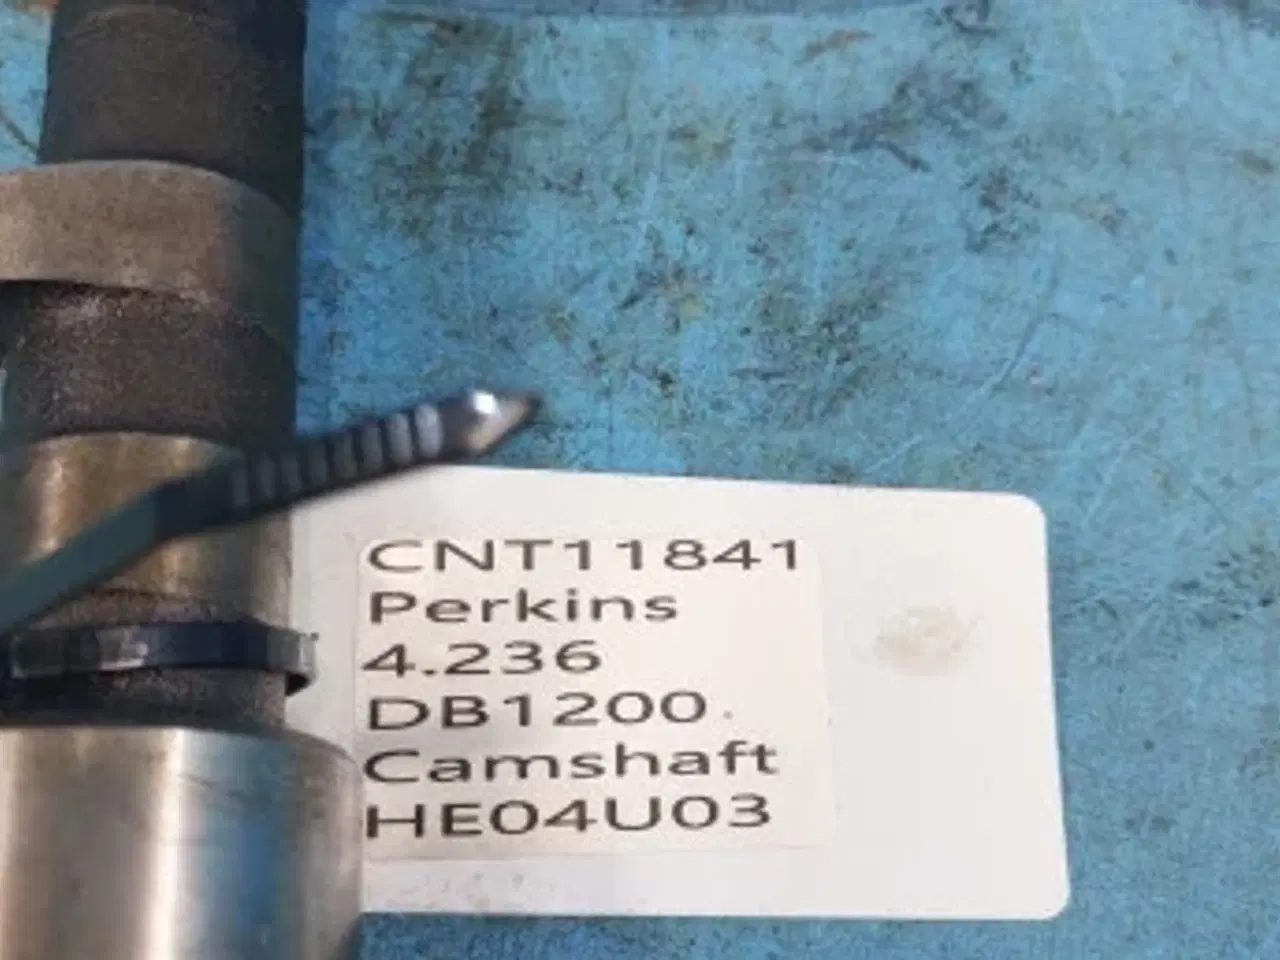 CNT11841
Perkins
4.236
DB1200
Camshaft
HE04U03